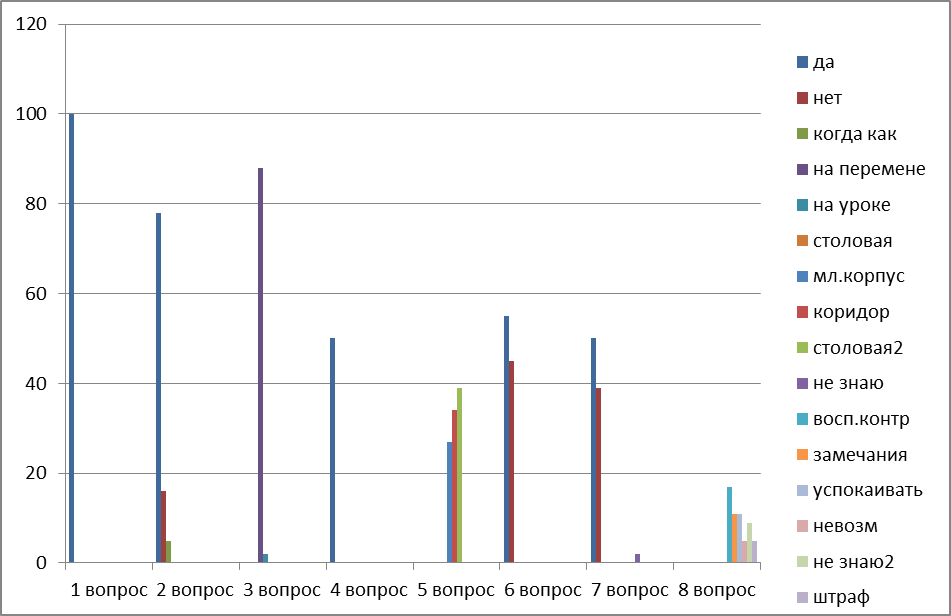 120
100
80
60
40
20
0
1 вопрос 2 вопрос 3 вопрос 4 вопрос 5 вопрос 6 вопрос 7 вопрос 8 вопрос
да
нет
когда как
на перемене
на уроке
столовая
мл.корпус
коридор
столовая2
не знаю
восп.контр
замечания
успокаивать
невозм
не знаю2
штраф